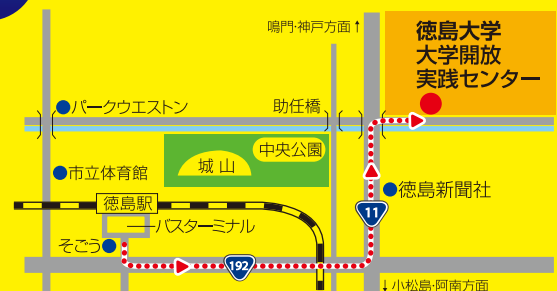 鳴門・神戸方面↑
徳島大学
大学開放
実践センター
パークウエストン
助任橋
中央公園
城山
市立体育館
徳島新聞社
徳島駅
11
バスターミナル
そごう
192
↓小松島・阿南方面